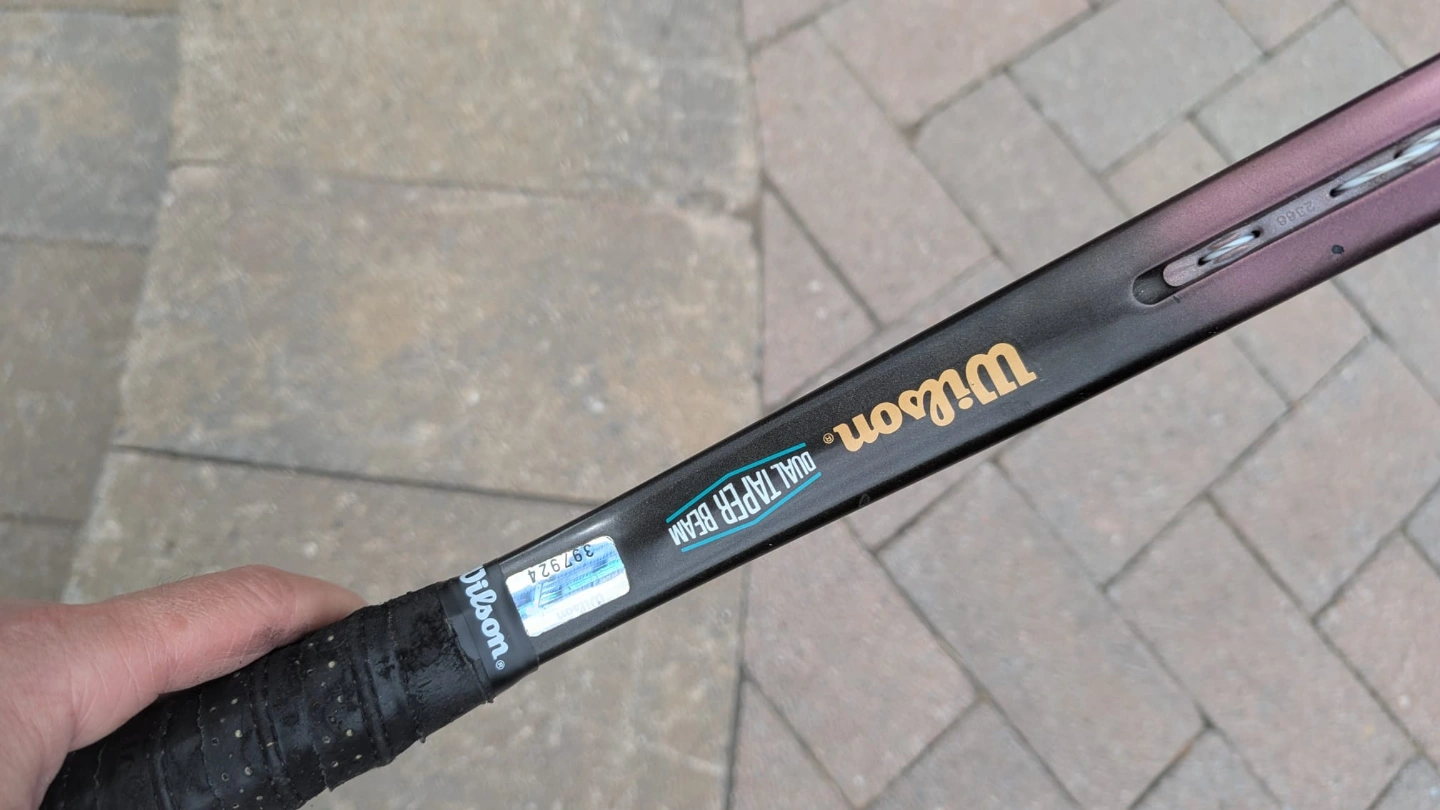 Wilson®
DUAL TAPER BEAM
397924
Wilson
Wilson®
2366